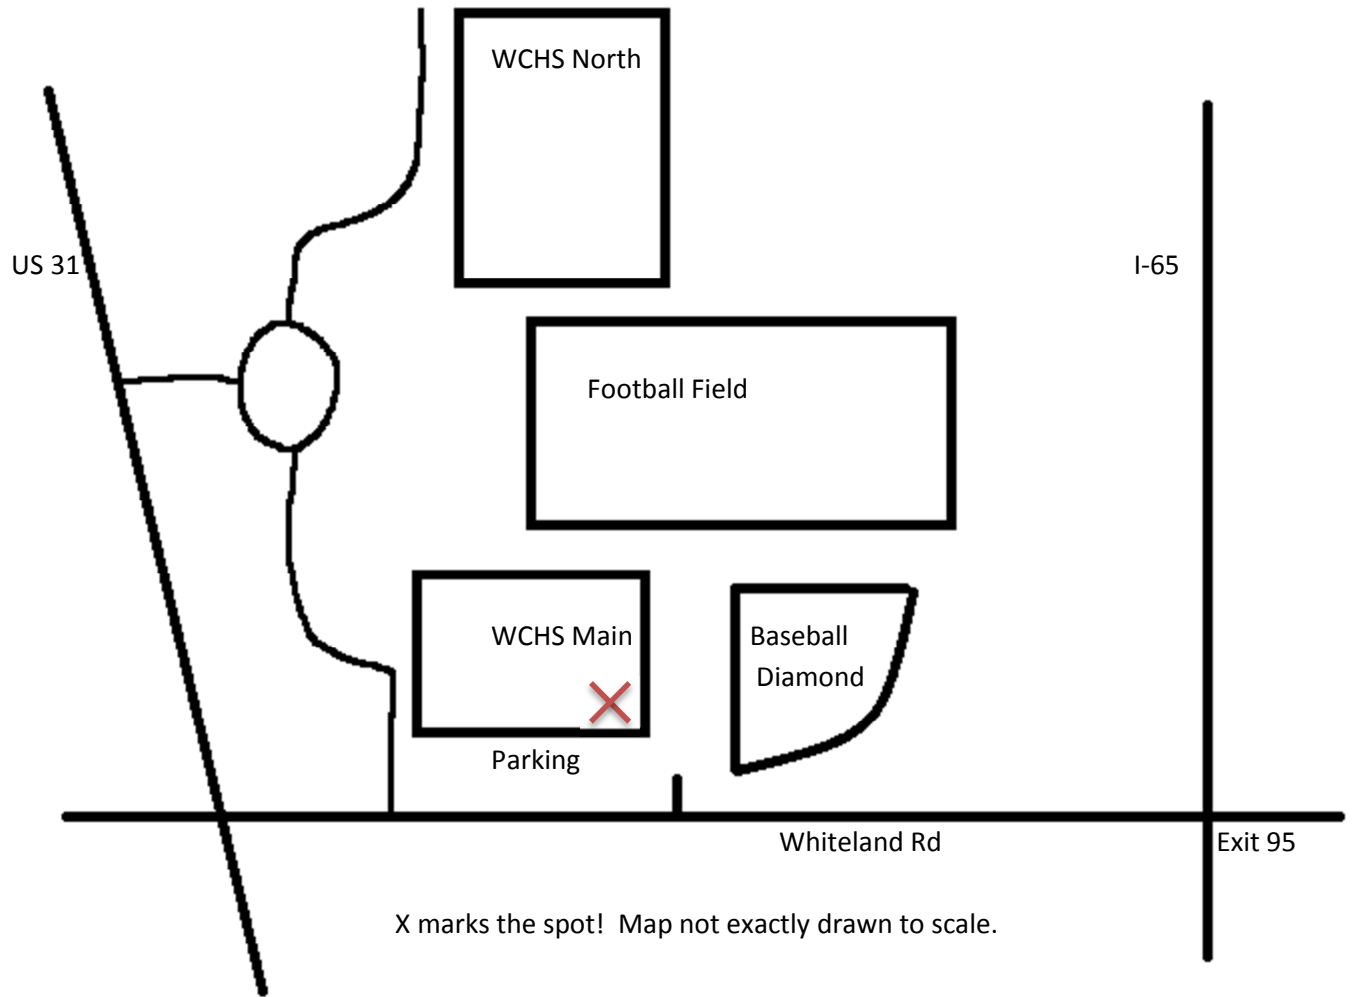 WCHS North
US 31
I-65
Football Field
WCHS Main
Baseball
Diamond
Parking
Whiteland Rd
Exit 95
X marks the spot!  Map not exactly drawn to scale.